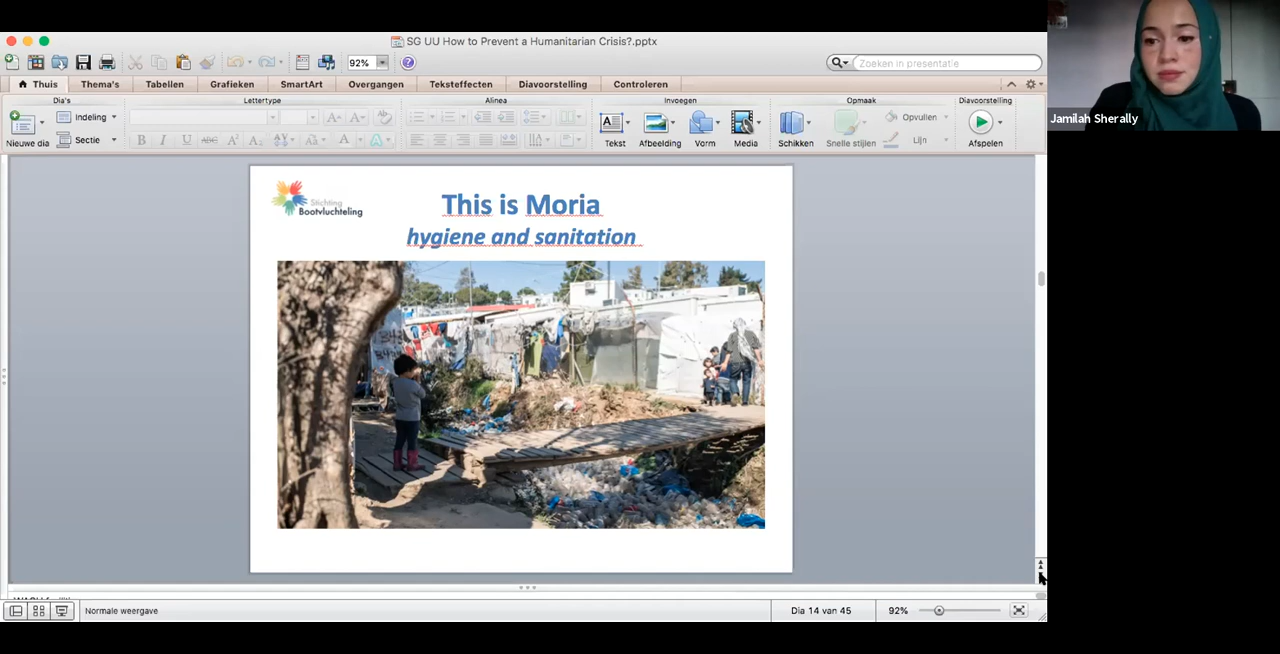 SG UU How to Prevent a Humanitarian Crisis?.pptx
92%
Zoeken in presentatie
Thuis Thema's Tabellen Grafieken SmartArt Overgangen Teksteffecten Diavoorstelling Controleren
Dia's Lettertype Alinea Invoegen Opmaak Diavoorstelling
Nieuwe dia
Indeling
Sectie
B I U ABC
Tekst Afbeelding Vorm Media
Schikken Snelle stijlen
Opvullen
Lijn
Afspelen
Jamilah Sherally
Stichting
Bootvluchteling
This is Moria
hygiene and sanitation
Normale weergave
Dia 14 van 45
92%